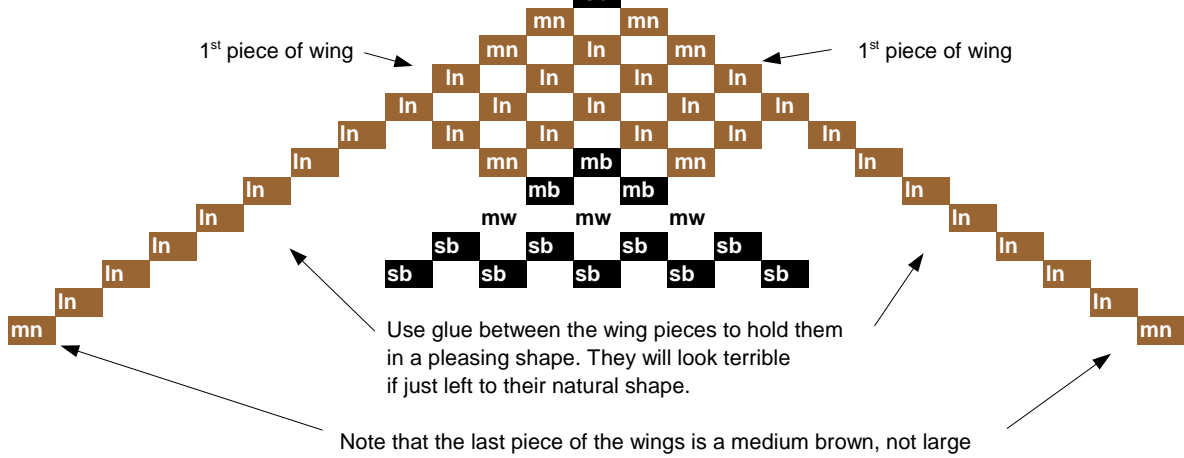 mn mn
1st piece of wing mn ln mn 1st piece of wing
ln ln ln ln
ln ln ln ln ln
ln ln ln ln ln ln
ln mn mb mn ln
ln mb mb ln
ln mw mw mw ln
ln sb sb sb sb ln
ln sb sb sb sb sb ln
ln ln
mn mn
Use glue between the wing pieces to hold them
in a pleasing shape. They will look terrible
if just left to their natural shape.
Note that the last piece of the wings is a medium brown, not large